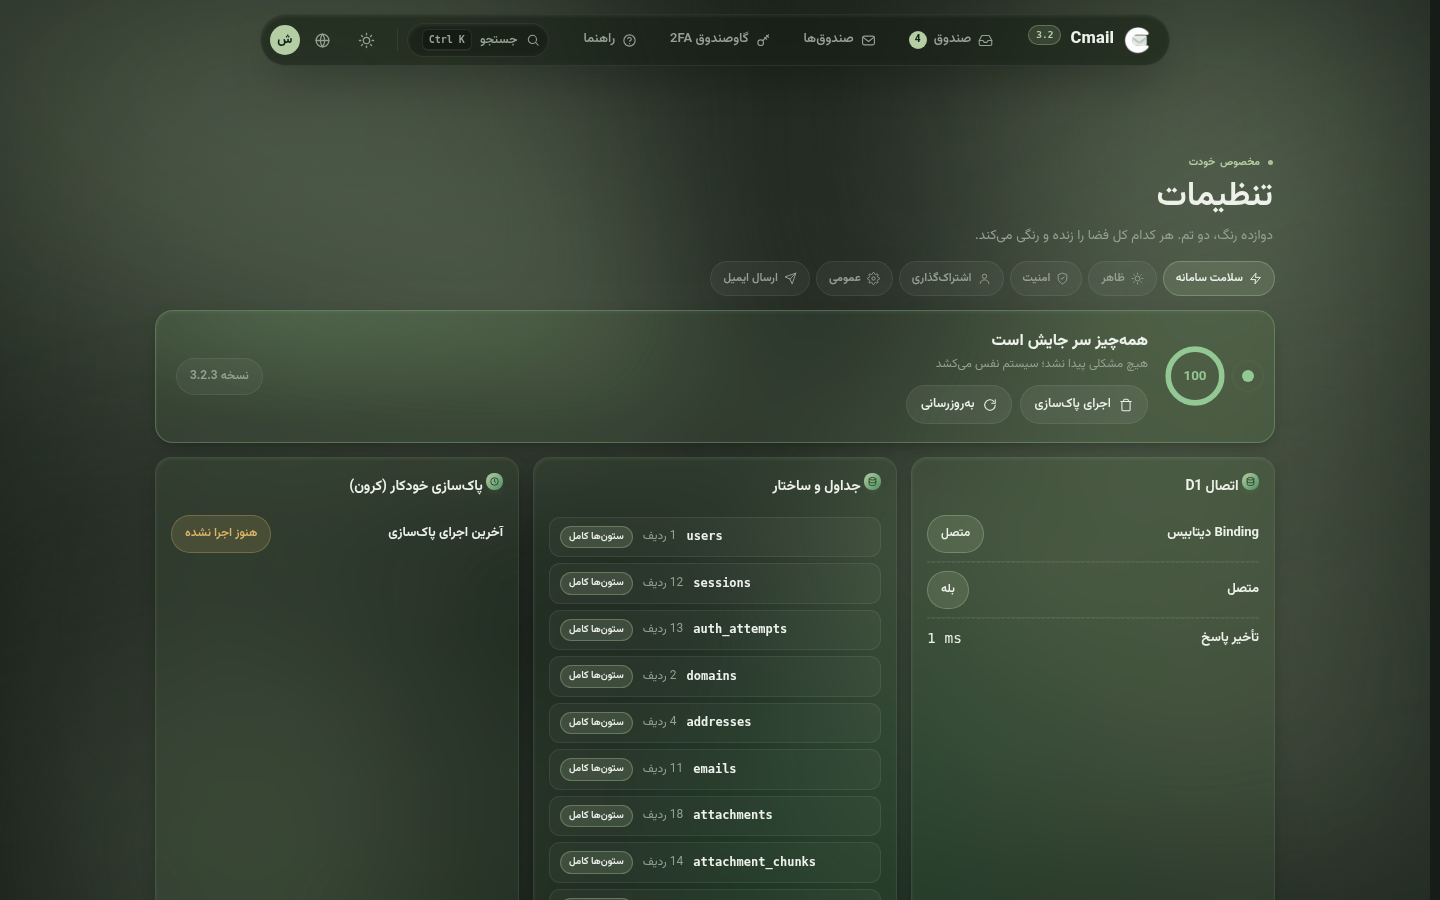 Cmail 3.2 صندوق 4 صندوق‌ها گاوصندوق 2FA راهنما جستجو Ctrl K ش
مخصوص خودت
تنظیمات
دوازده رنگ، دو تم. هر کدام کل فضا را زنده و رنگی می‌کند.
سلامت سامانه ظاهر امنیت اشتراک‌گذاری عمومی ارسال ایمیل
100
همه‌چیز سر جایش است
هیچ مشکلی پیدا نشد؛ سیستم نفس می‌کشد
اجرای پاک‌سازی به‌روزرسانی
نسخه 3.2.3
اتصال D1
Binding دیتابیس متصل
متصل بله
تأخیر پاسخ 1 ms
جداول و ساختار
users 1 ردیف ستون‌ها کامل
sessions 12 ردیف ستون‌ها کامل
auth_attempts 13 ردیف ستون‌ها کامل
domains 2 ردیف ستون‌ها کامل
addresses 4 ردیف ستون‌ها کامل
emails 11 ردیف ستون‌ها کامل
attachments 18 ردیف ستون‌ها کامل
attachment_chunks 14 ردیف ستون‌ها کامل
پاک‌سازی خودکار (کرون)
آخرین اجرای پاک‌سازی هنوز اجرا نشده